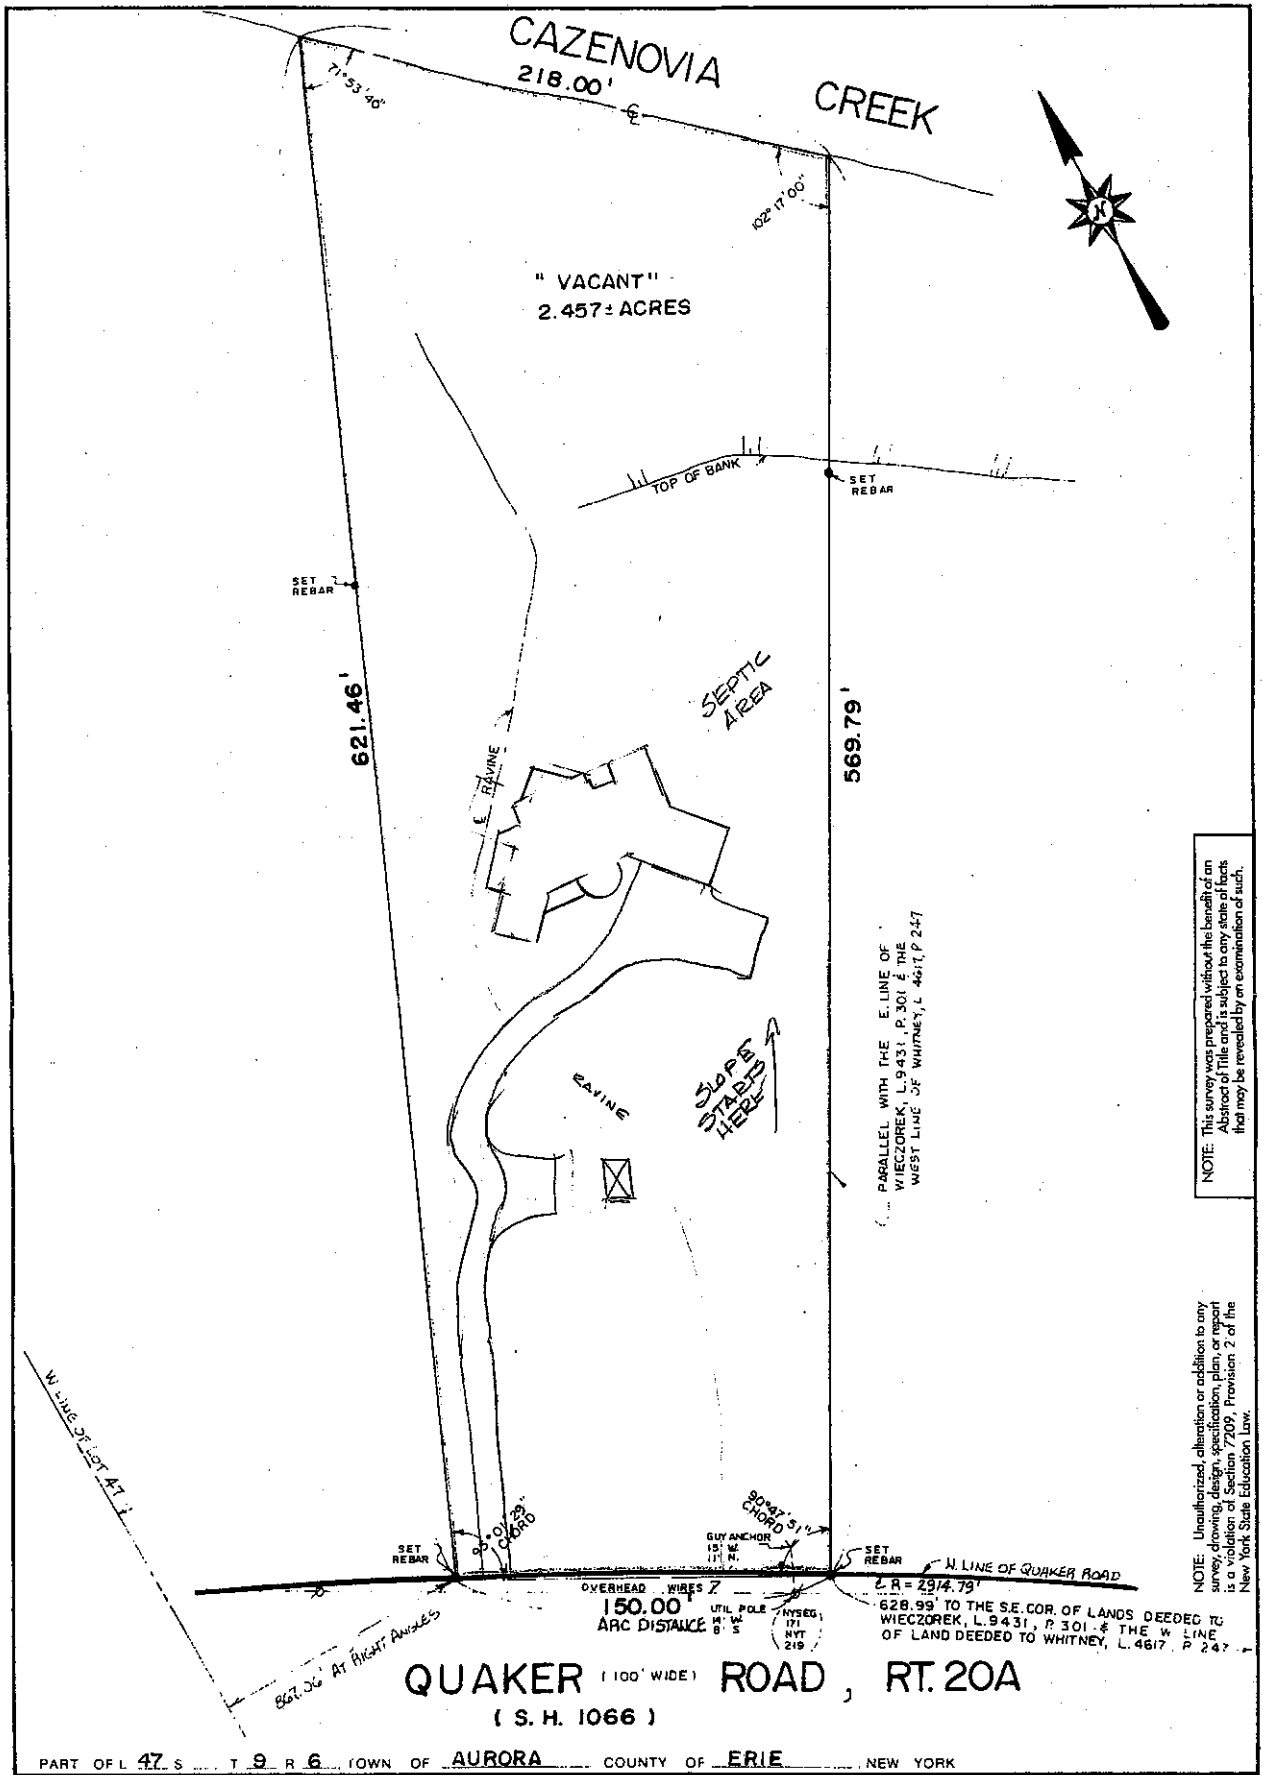 CAZENOVIA
CREEK
218.00'
71°53'40"
102°17'00"
N
" VACANT"
2.457± ACRES
TOP OF BANK
SET
REBAR
SET
REBAR
621.46'
569.79'
SEPTIC
AREA
RAVINE
PARALLEL WITH THE E. LINE OF
WIECZOREK, L.9431, P. 301 & THE
WEST LINE OF WHITNEY, L. 4617, P 247
SLOPE
STARTS
HERE
RAVINE
NOTE: This survey was prepared without the benefit of an
Abstract of Title and is subject to any state of facts
that may be revealed by an examination of such.
NOTE: Unauthorized, alteration or addition to any
survey, drawing, design, specification, plan, or report
is a violation of Section 7209, Provision 2 of the
New York State Education Law.
W LINE OF LOT 47
29"
CHORD
90°47'51"
CHORD
SET
REBAR
GUY ANCHOR
SET
REBAR
N. LINE OF QUAKER ROAD
OVERHEAD WIRES
R = 2914.79'
150.00'
ARC DISTANCE
UTIL POLE
NYSEG
171
NYT
219
628.99' TO THE S.E. COR. OF LANDS DEEDED TO
WIECZOREK, L. 9431, P. 301 & THE W LINE
OF LAND DEEDED TO WHITNEY, L. 4617, P 247
AT RIGHT ANGLES
QUAKER (100' WIDE) ROAD, RT. 20A
( S. H. 1066 )
PART OF L 47 S T 9 R 6 TOWN OF AURORA COUNTY OF ERIE, NEW YORK